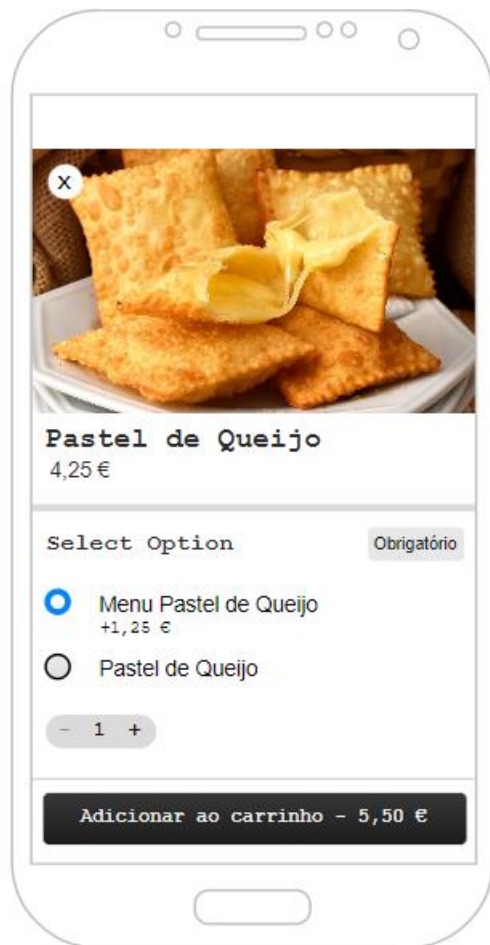 X
Pastel de Queijo
4,25 €
Select Option Obrigatório
Menu Pastel de Queijo
+1,25 €
Pastel de Queijo
- 1 +
Adicionar ao carrinho - 5,50 €